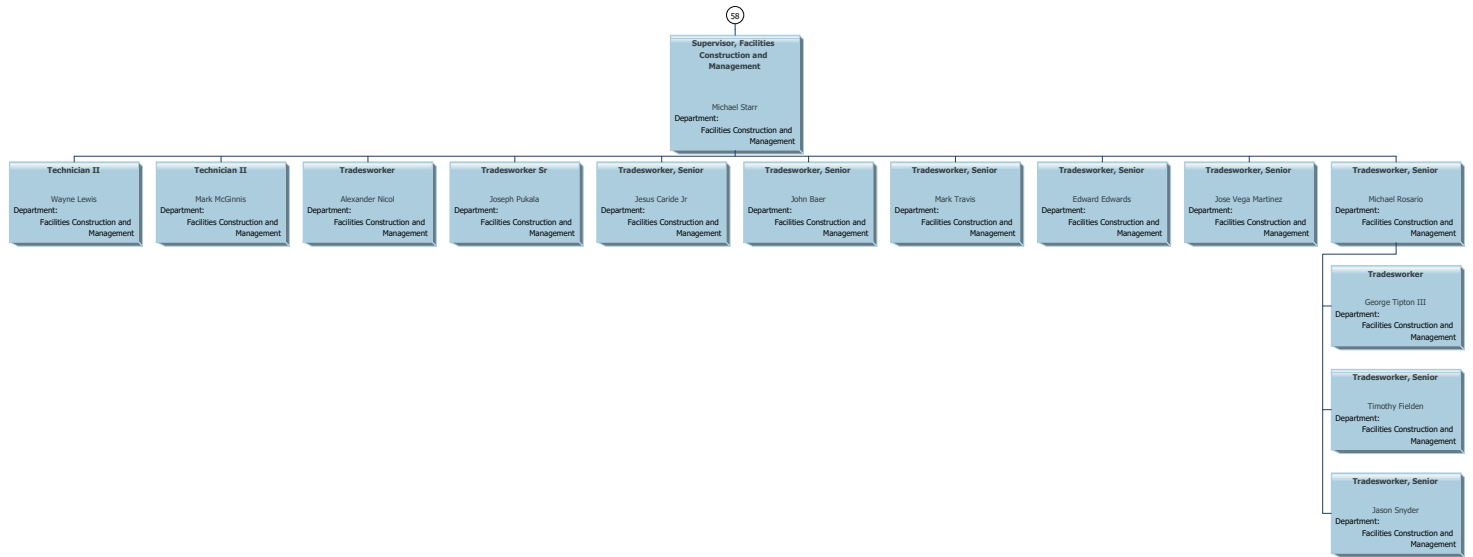 58
Supervisor, Facilities
Construction and
Management
Michael Starr
Department:
Facilities Construction and
Management
Technician II
Wayne Lewis
Department:
Facilities Construction and
Management
Technician II
Mark McGinnis
Department:
Facilities Construction and
Management
Tradesworker
Alexander Nicol
Department:
Facilities Construction and
Management
Tradesworker Sr
Joseph Pukala
Department:
Facilities Construction and
Management
Tradesworker, Senior
Jesus Caride Jr
Department:
Facilities Construction and
Management
Tradesworker, Senior
John Baer
Department:
Facilities Construction and
Management
Tradesworker, Senior
Mark Travis
Department:
Facilities Construction and
Management
Tradesworker, Senior
Edward Edwards
Department:
Facilities Construction and
Management
Tradesworker, Senior
Jose Vega Martinez
Department:
Facilities Construction and
Management
Tradesworker, Senior
Michael Rosario
Department:
Facilities Construction and
Management
Tradesworker
George Tipton III
Department:
Facilities Construction and
Management
Tradesworker, Senior
Timothy Fielden
Department:
Facilities Construction and
Management
Tradesworker, Senior
Jason Snyder
Department:
Facilities Construction and
Management